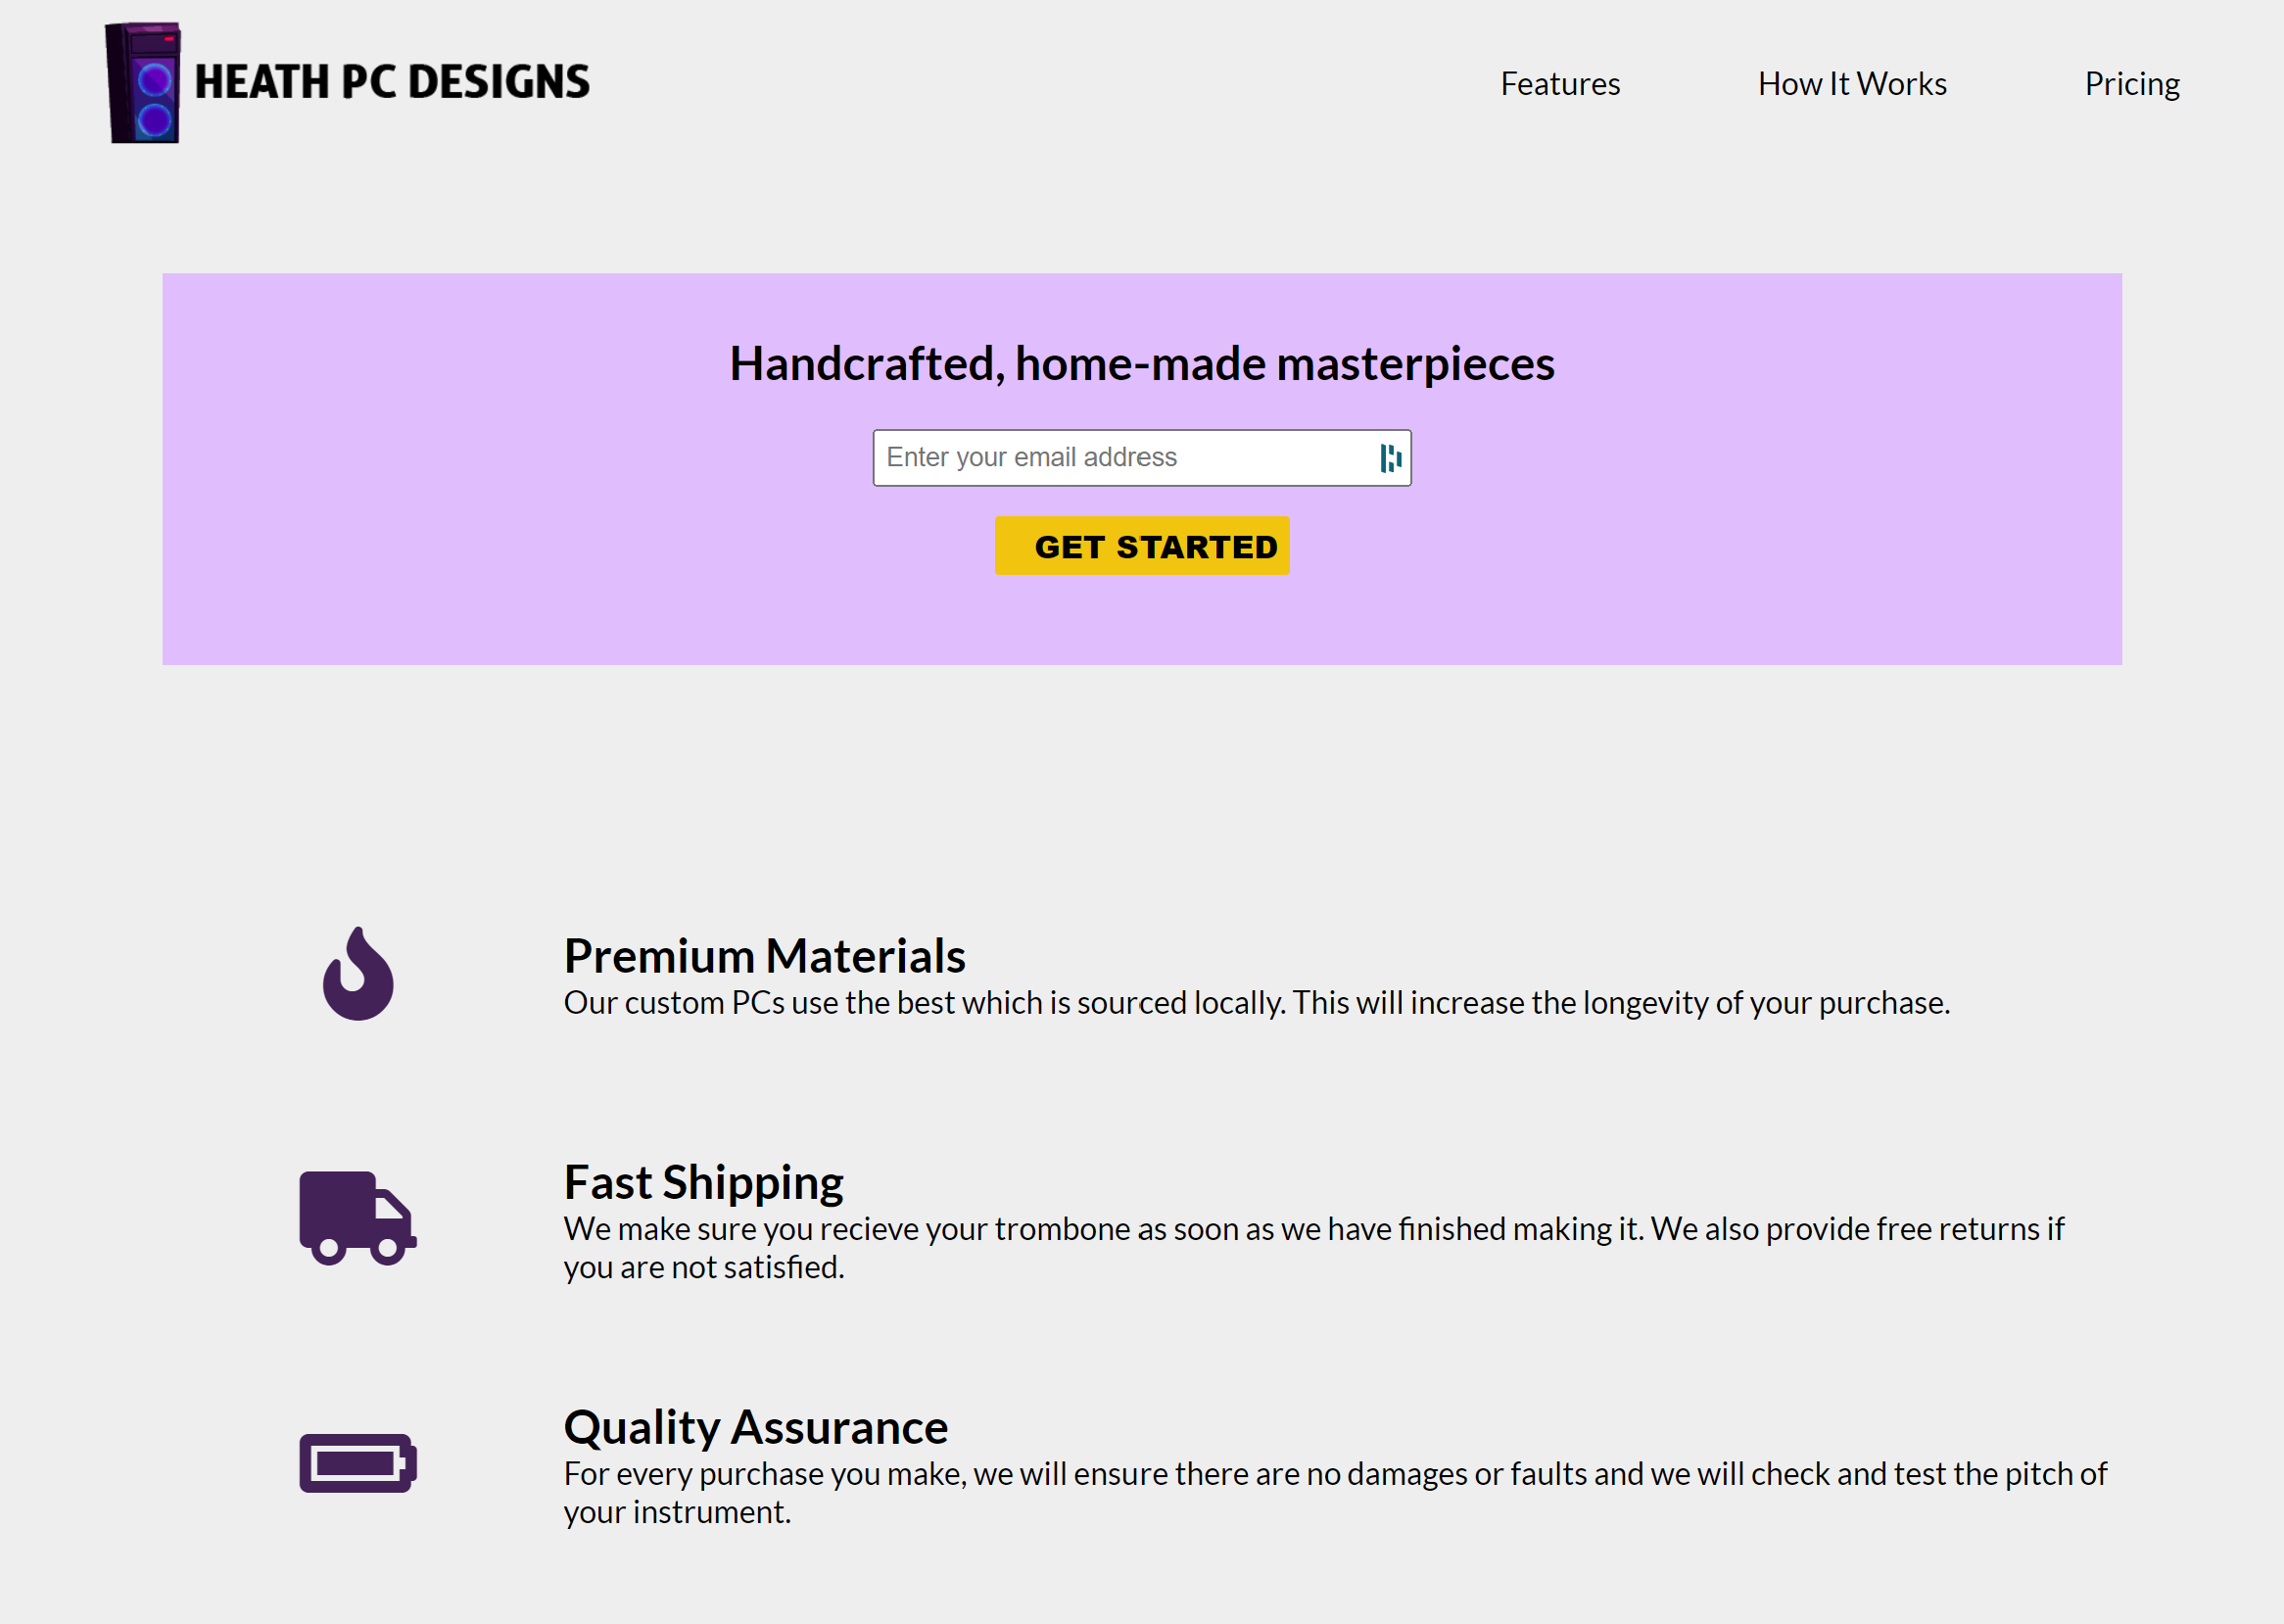 HEATH PC DESIGNS
Features
How It Works
Pricing
Handcrafted, home-made masterpieces
Enter your email address
GET STARTED
Premium Materials
Our custom PCs use the best which is sourced locally. This will increase the longevity of your purchase.
Fast Shipping
We make sure you recieve your trombone as soon as we have finished making it. We also provide free returns if
you are not satisfied.
Quality Assurance
For every purchase you make, we will ensure there are no damages or faults and we will check and test the pitch of
your instrument.